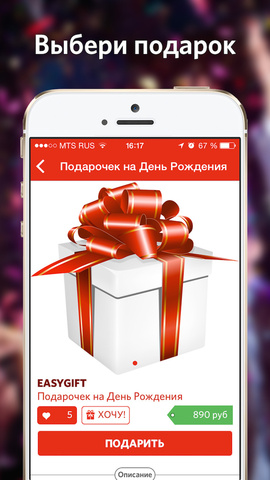 Выбери подарок
MTS RUS 16:17 67 %
Подарочек на День Рождения
EASYGIFT
Подарочек на День Рождения
5 ХОЧУ! 890 руб
ПОДАРИТЬ
Описание